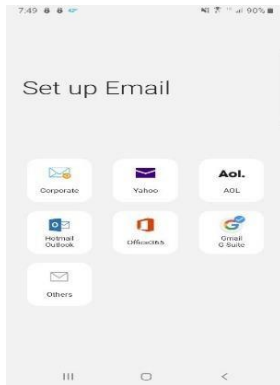 7:49
90%
Set up Email
Aol.
Corporate
Yahoo
AOL
Hotmail
Outlook
Office365
Gmail
G Suite
Others